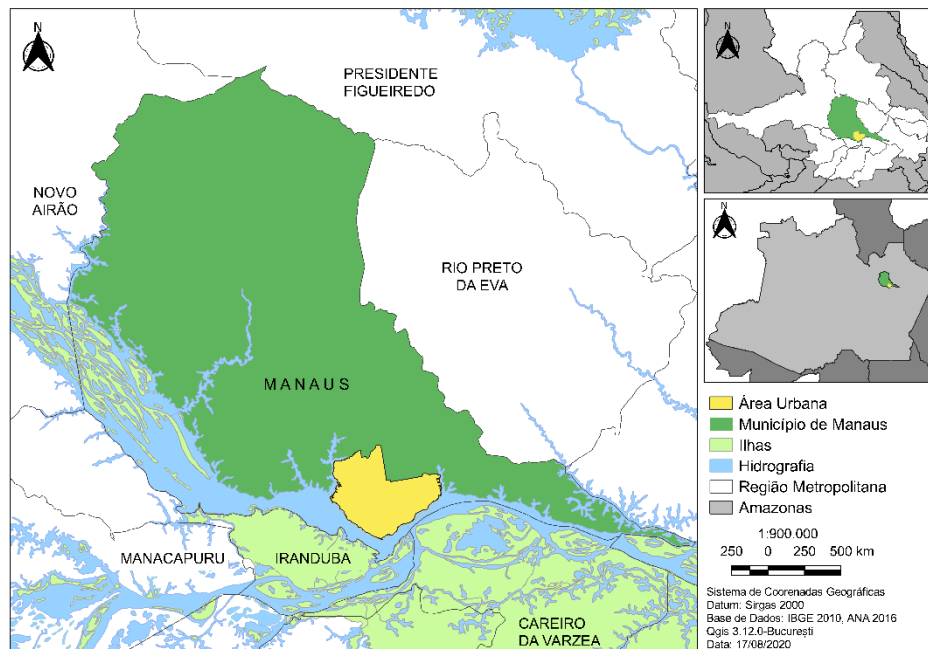 N
PRESIDENTE
FIGUEIREDO
NOVO
AIRÃO
RIO PRETO
DA EVA
MANAUS
MANACAPURU
IRANDUBA
CAREIRO
DA VARZEA
N
N
Área Urbana
Município de Manaus
Ilhas
Hidrografia
Região Metropolitana
Amazonas
1:900.000
250 0 250 500 km
Sistema de Coorenadas Geográficas
Datum: Sirgas 2000
Base de Dados: IBGE 2010, ANA 2016
Qgis 3.12.0-București
Data: 17/08/2020